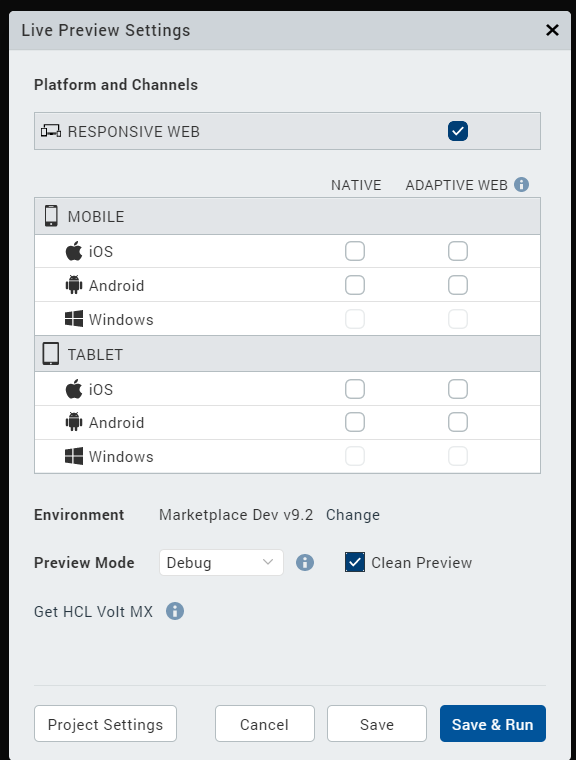 Live Preview Settings
Platform and Channels
RESPONSIVE WEB
NATIVE ADAPTIVE WEB
MOBILE
iOS
Android
Windows
TABLET
iOS
Android
Windows
Environment Marketplace Dev v9.2 Change
Preview Mode Debug Clean Preview
Get HCL Volt MX
Project Settings Cancel Save Save & Run